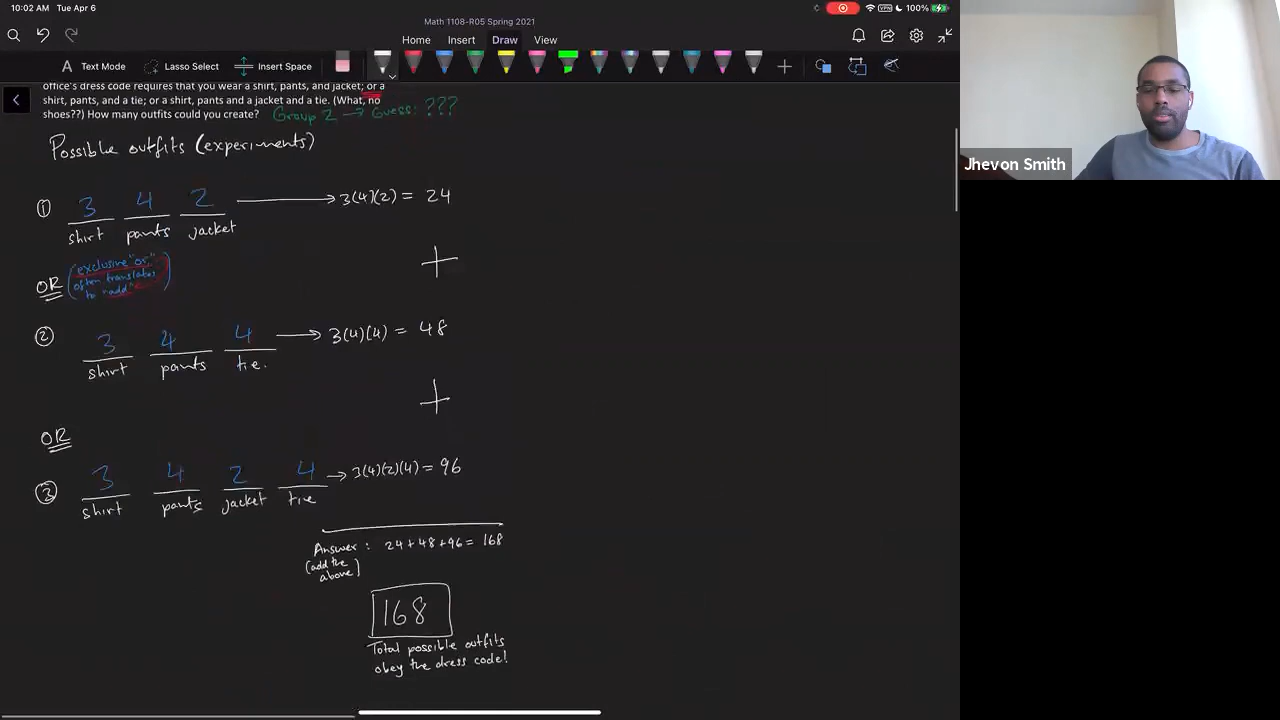 10:02 AM Tue Apr 6
100%
Math 1108-R05 Spring 2021
Home Insert Draw View
Text Mode Lasso Select Insert Space
office's dress code requires that you wear a shirt, pants, and jacket; or a
shirt, pants, and a tie; or a shirt, pants and a jacket and a tie. (What, no
shoes??) How many outfits could you create? Group 2 → Guess: ???
Possible outfits (experiments)
① 3 4 2 → 3(4)(2) = 24
shirt pants jacket
+
OR (exclusive "or"
often translates
to "add")
② 3 4 4 → 3(4)(4) = 48
shirt pants tie.
+
OR
③ 3 4 2 4 → 3(4)(2)(4) = 96
shirt pants jacket tie
Answer: 24 + 48 + 96 = 168
(add the
above)
168
Total possible outfits
obey the dress code!
Jhevon Smith